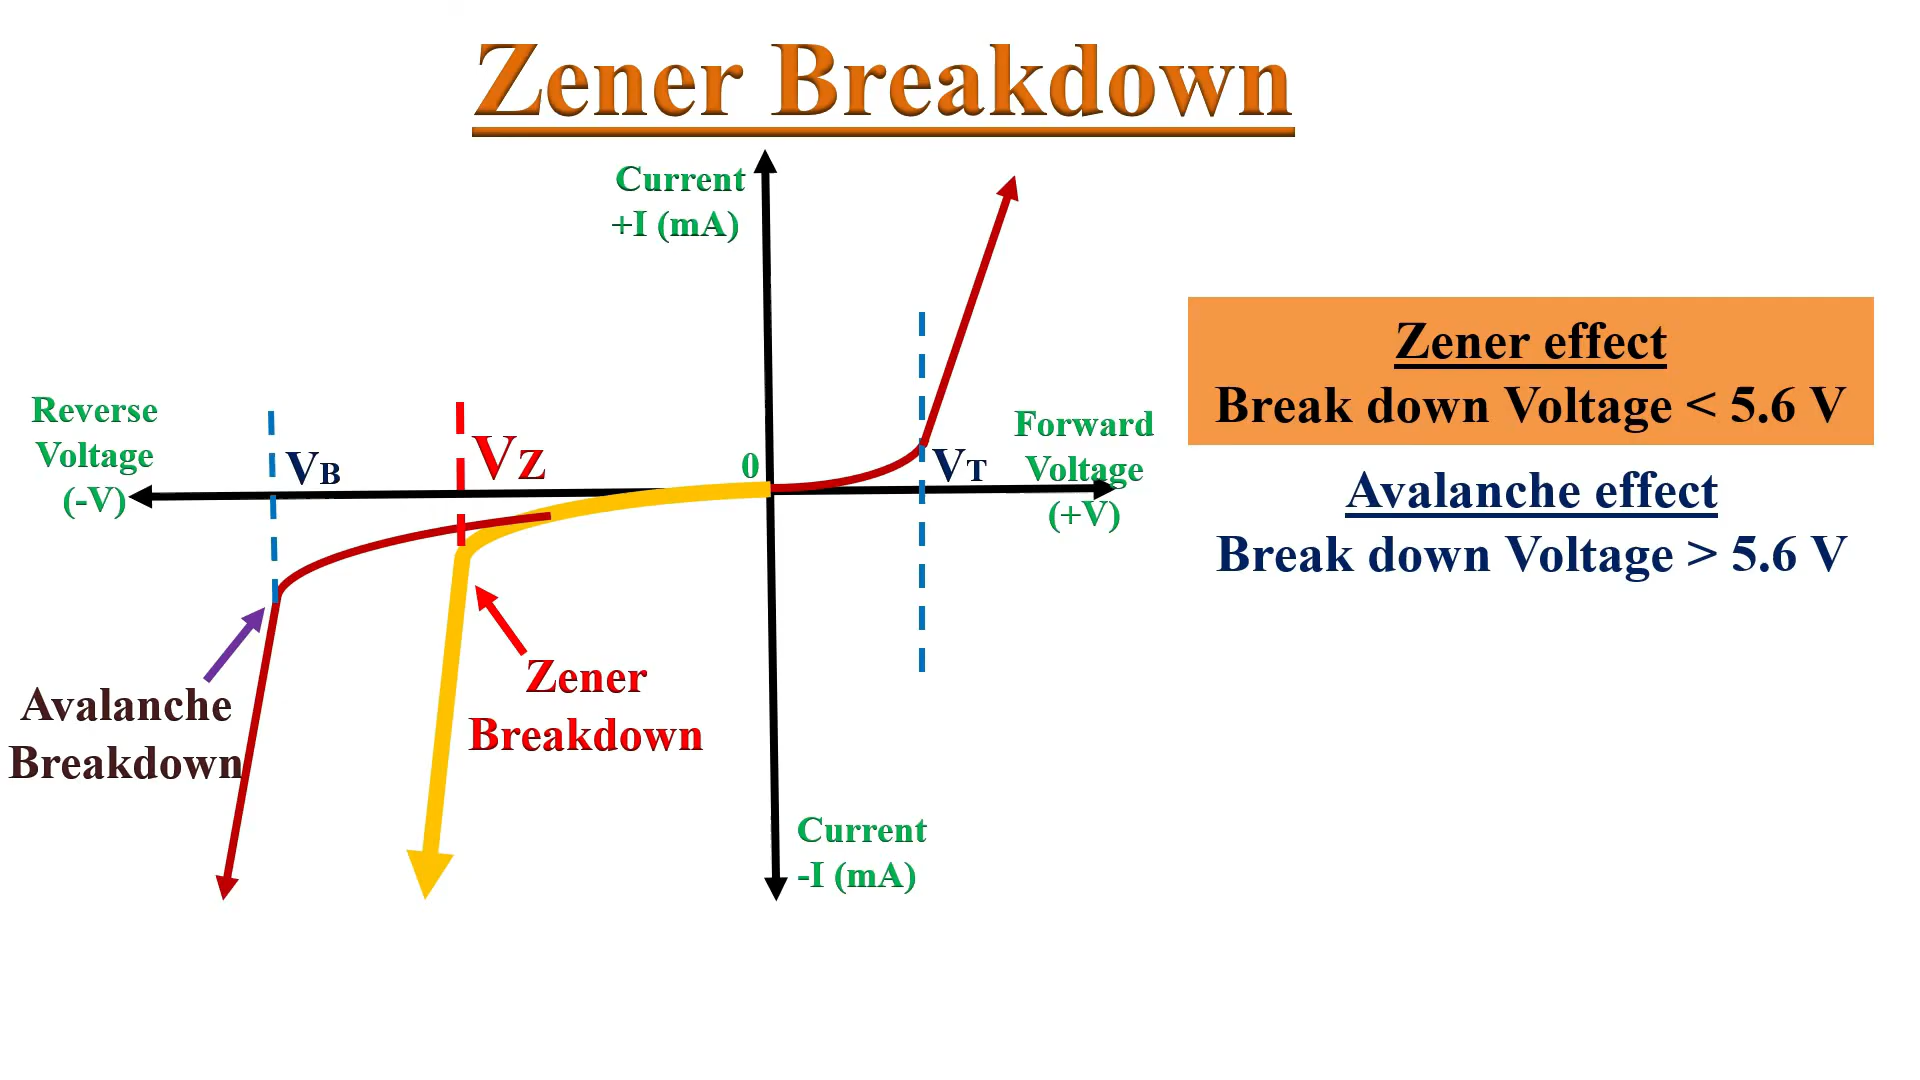 Zener Breakdown
Current
+I (mA)
Reverse
Voltage
(-V)
VB
VZ
0
VT
Forward
Voltage
(+V)
Zener effect
Break down Voltage < 5.6 V
Avalanche effect
Break down Voltage > 5.6 V
Avalanche
Breakdown
Zener
Breakdown
Current
-I (mA)